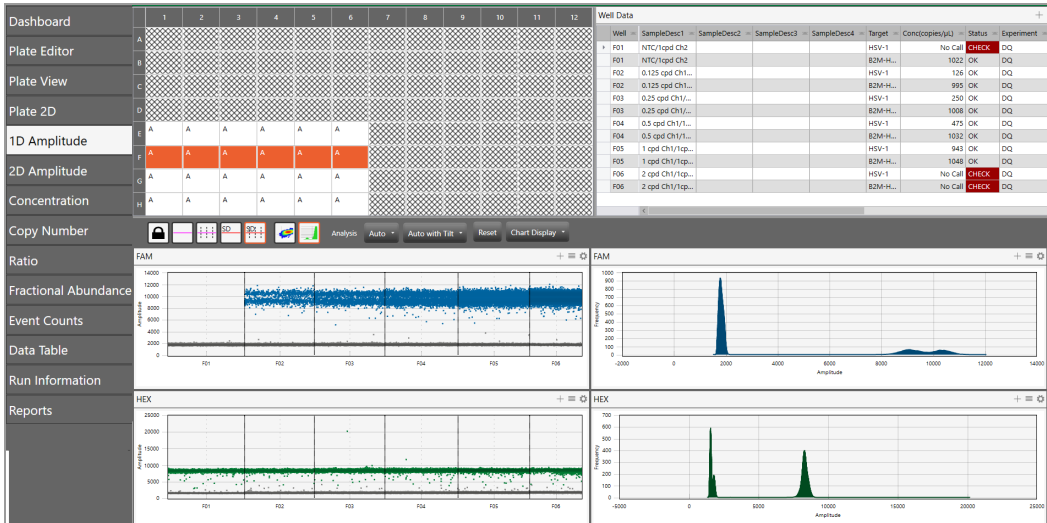 Dashboard
Plate Editor
Plate View
Plate 2D
1D Amplitude
2D Amplitude
Concentration
Copy Number
Ratio
Fractional Abundance
Event Counts
Data Table
Run Information
Reports
1 2 3 4 5 6 7 8 9 10 11 12
A
B
C
D
E A A A A A A
F A A A A A A
G A A A A A A
H A A A A A A
Well Data
Well SampleDesc1 SampleDesc2 SampleDesc3 SampleDesc4 Target Conc(copies/µL) Status Experiment
F01 NTC/1cpd Ch2 HSV-1 No Call CHECK DQ
F01 NTC/1cpd Ch2 B2M-H... 1022 OK DQ
F02 0.125 cpd Ch1... HSV-1 126 OK DQ
F02 0.125 cpd Ch1... B2M-H... 995 OK DQ
F03 0.25 cpd Ch1/... HSV-1 250 OK DQ
F03 0.25 cpd Ch1/... B2M-H... 1008 OK DQ
F04 0.5 cpd Ch1/1... HSV-1 475 OK DQ
F04 0.5 cpd Ch1/1... B2M-H... 1032 OK DQ
F05 1 cpd Ch1/1cp... HSV-1 943 OK DQ
F05 1 cpd Ch1/1cp... B2M-H... 1048 OK DQ
F06 2 cpd Ch1/1cp... HSV-1 No Call CHECK DQ
F06 2 cpd Ch1/1cp... B2M-H... No Call CHECK DQ
SD SD Analysis Auto Auto with Tilt Reset Chart Display
FAM
14000
12000
10000
8000
6000
4000
2000
0
Amplitude
F01 F02 F03 F04 F05 F06
FAM
1000
900
800
700
600
500
400
300
200
100
0
Frequency
-2000 0 2000 4000 6000 8000 10000 12000 14000
Amplitude
HEX
25000
20000
15000
10000
5000
0
Amplitude
F01 F02 F03 F04 F05 F06
HEX
700
600
500
400
300
200
100
0
Frequency
-5000 0 5000 10000 15000 20000 25000
Amplitude